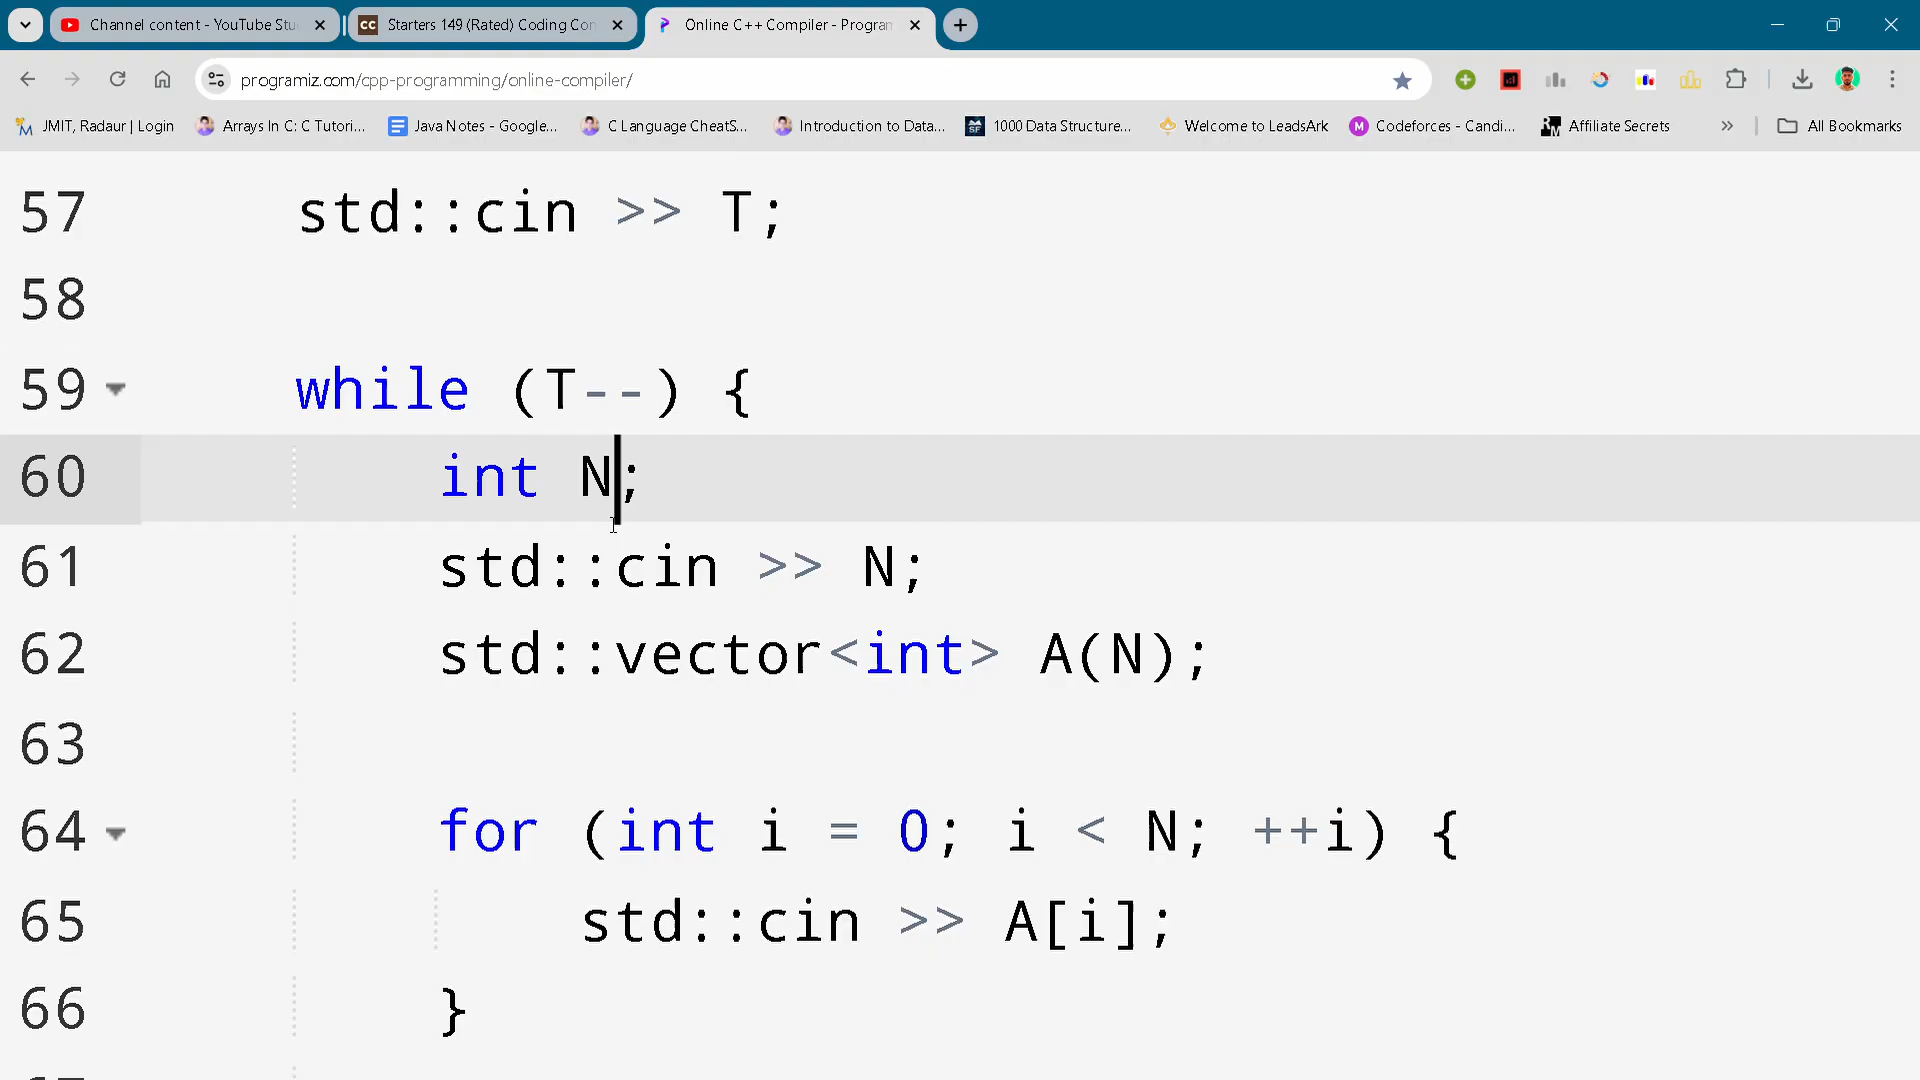 Channel content - YouTube Stu
Starters 149 (Rated) Coding Con
Online C++ Compiler - Program
programiz.com/cpp-programming/online-compiler/
JMIT, Radaur | Login
Arrays In C: C Tutori...
Java Notes - Google...
C Language CheatS...
Introduction to Data...
1000 Data Structure...
Welcome to LeadsArk
Codeforces - Candi...
Affiliate Secrets
All Bookmarks
57 std::cin >> T;
58
59 while (T--) {
60 int N;
61 std::cin >> N;
62 std::vector<int> A(N);
63
64 for (int i = 0; i < N; ++i) {
65 std::cin >> A[i];
66 }